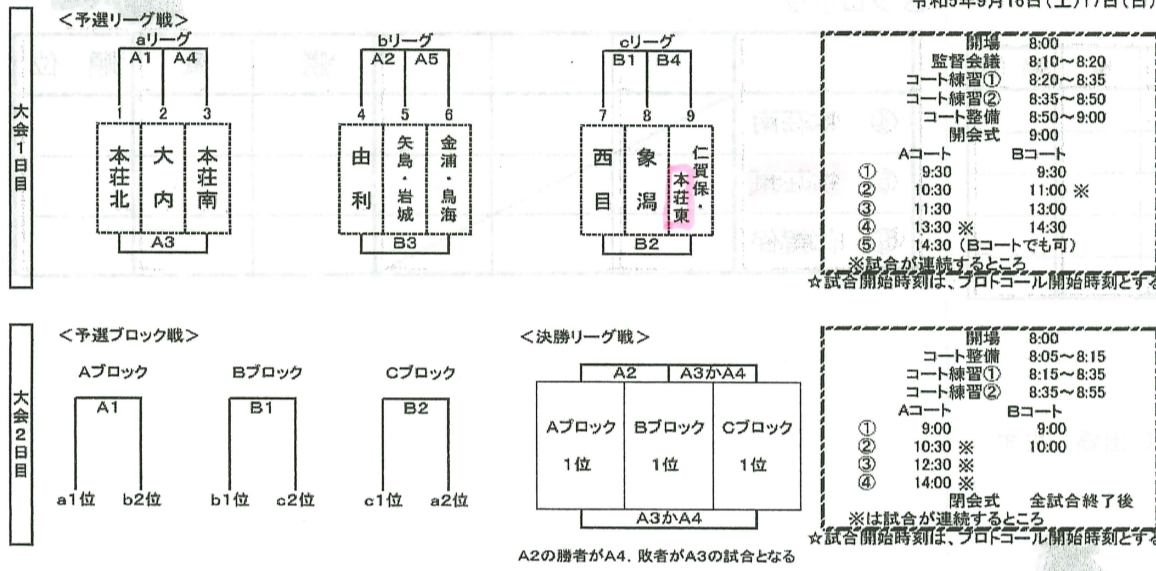 令和5年9月16日(土)17日(日)
大会1日目
<予選リーグ戦>
aリーグ
A1 A4
1 2 3
本荘北
大内
本荘南
A3
bリーグ
A2 A5
4 5 6
由利
矢島・岩城
金浦・鳥海
B3
cリーグ
B1 B4
7 8 9
西目
象潟
仁賀保・本荘東
B2
開場 8:00
監督会議 8:10~8:20
コート練習① 8:20~8:35
コート練習② 8:35~8:50
コート整備 8:50~9:00
開会式 9:00
Aコート Bコート
① 9:30 9:30
② 10:30 11:00 ※
③ 11:30 13:00
④ 13:30 ※ 14:30
⑤ 14:30 (Bコートでも可)
※試合が連続するところ
☆試合開始時刻は、プロトコール開始時刻とする
大会2日目
<予選ブロック戦>
Aブロック
A1
a1位 b2位
Bブロック
B1
b1位 c2位
Cブロック
B2
c1位 a2位
<決勝リーグ戦>
A2 A3かA4
Aブロック Bブロック Cブロック
1位 1位 1位
A3かA4
A2の勝者がA4.敗者がA3の試合となる
開場 8:00
コート整備 8:05~8:15
コート練習① 8:15~8:35
コート練習② 8:35~8:55
Aコート Bコート
① 9:00 9:00
② 10:30 ※ 10:00
③ 12:30 ※
④ 14:00 ※
閉会式 全試合終了後
※は試合が連続するところ
☆試合開始時刻は、プロトコール開始時刻とする